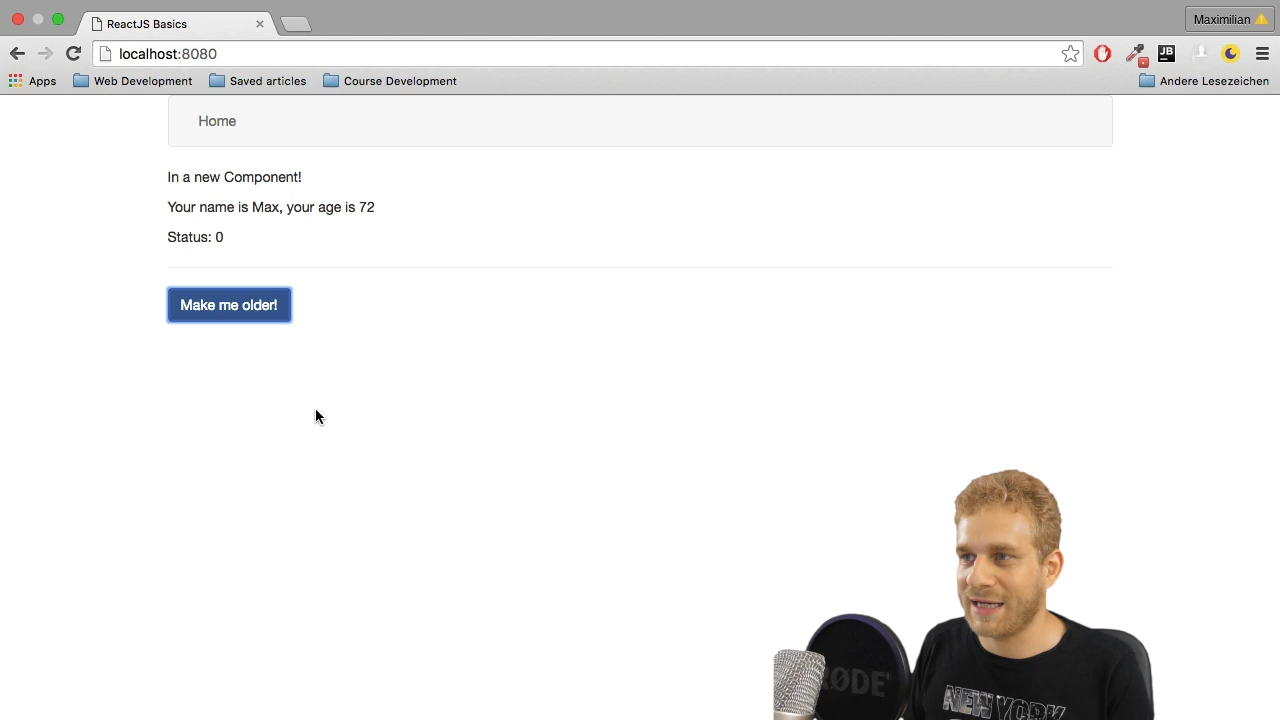 ReactJS Basics
Maximilian
localhost:8080
JB
Apps
Web Development
Saved articles
Course Development
Andere Lesezeichen
Home
In a new Component!
Your name is Max, your age is 72
Status: 0
Make me older!
RØDE
NEW YORK